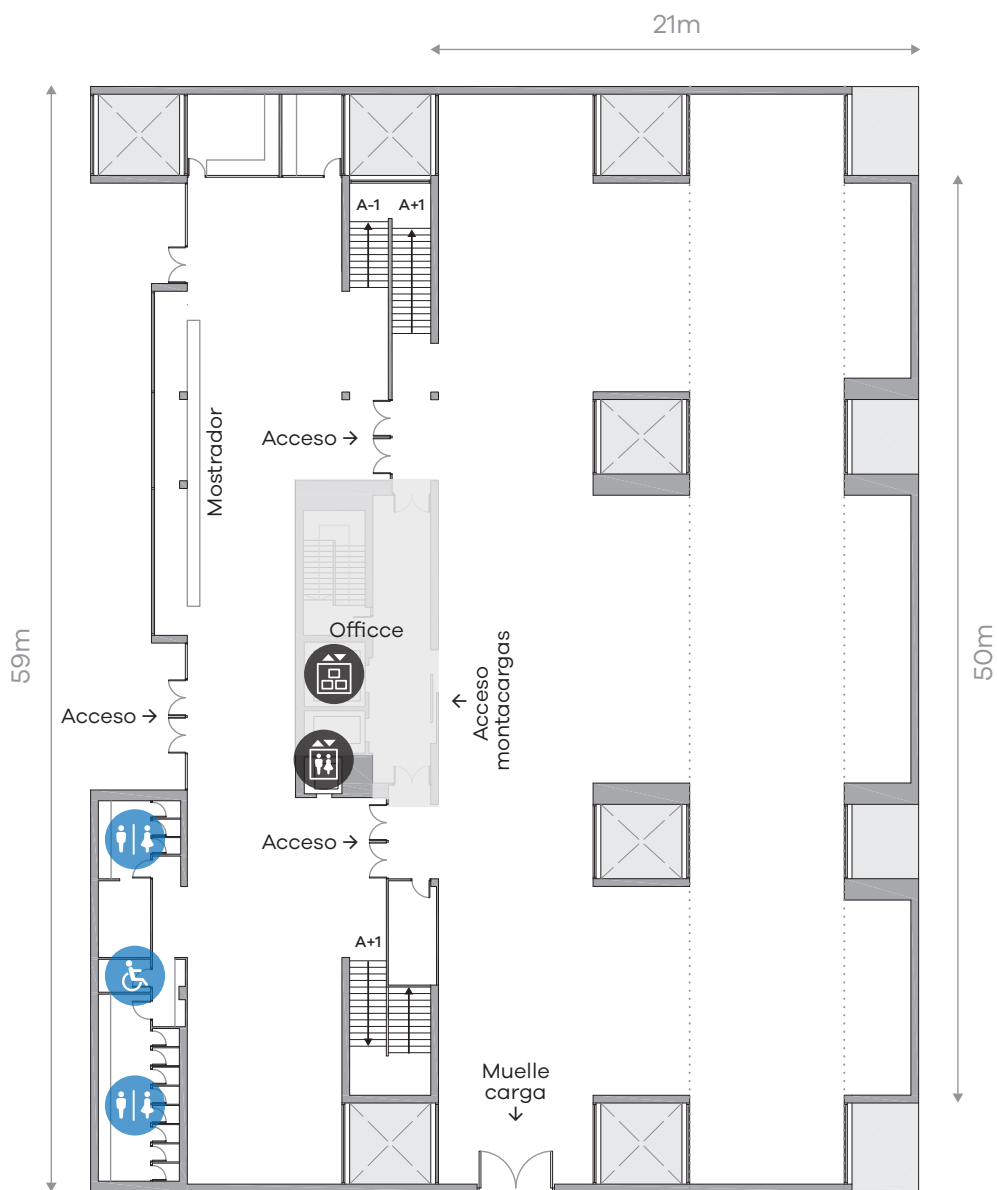 21m
A-1
A+1
Acceso →
Mostrador
59m
Officce
50m
← Acceso
montacargas
Acceso →
Acceso →
A+1
Muelle
carga
↓